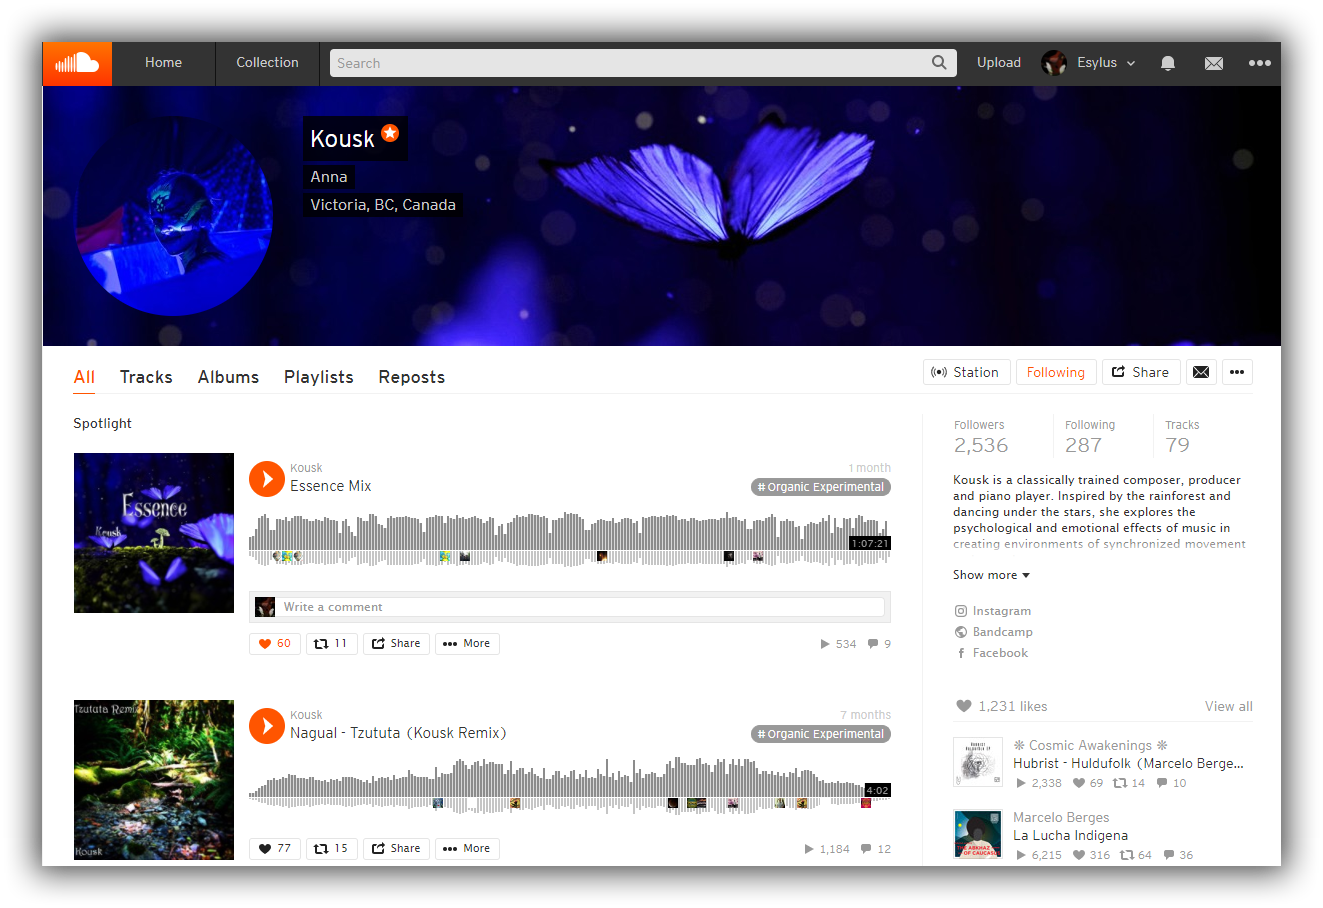 Home
Collection
Search
Upload
Esylus
Kousk
Anna
Victoria, BC, Canada
All
Tracks
Albums
Playlists
Reposts
Station
Following
Share
Spotlight
Essence
Kousk
Kousk
Essence Mix
1 month
# Organic Experimental
1:07:21
Write a comment
60
11
Share
More
534
9
Tzututa Remix
Kousk
Kousk
Nagual - Tzututa (Kousk Remix)
7 months
# Organic Experimental
4:02
77
15
Share
More
1,184
12
Followers
2,536
Following
287
Tracks
79
Kousk is a classically trained composer, producer
and piano player. Inspired by the rainforest and
dancing under the stars, she explores the
psychological and emotional effects of music in
creating environments of synchronized movement
Show more
Instagram
Bandcamp
Facebook
1,231 likes
View all
❊ Cosmic Awakenings ❊
Hubrist - Huldufolk (Marcelo Berge...
2,338
69
14
10
Marcelo Berges
La Lucha Indigena
6,215
316
64
36
THE ABKHAZ
OF CAUCAS